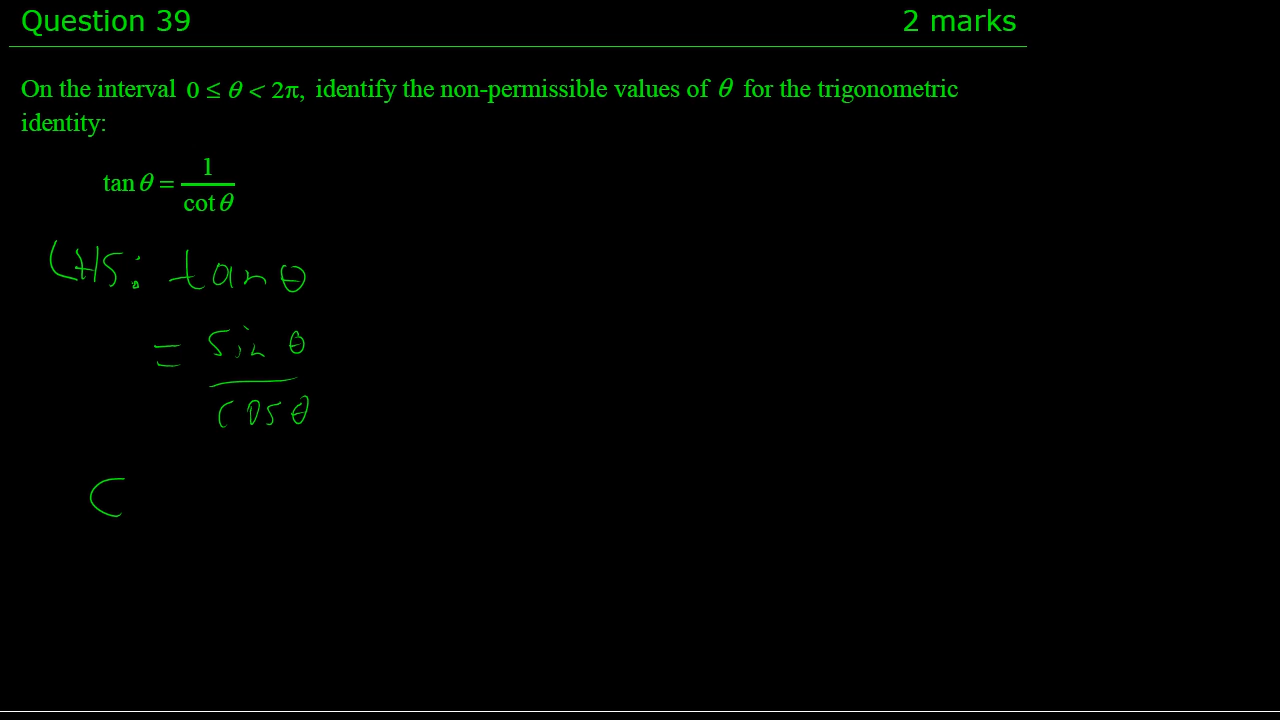 Question 39 2 marks
On the interval 0 ≤ θ < 2π, identify the non-permissible values of θ for the trigonometric
identity:
tan θ = 1 / cot θ
LHS: tan θ
= sin θ / cos θ
C